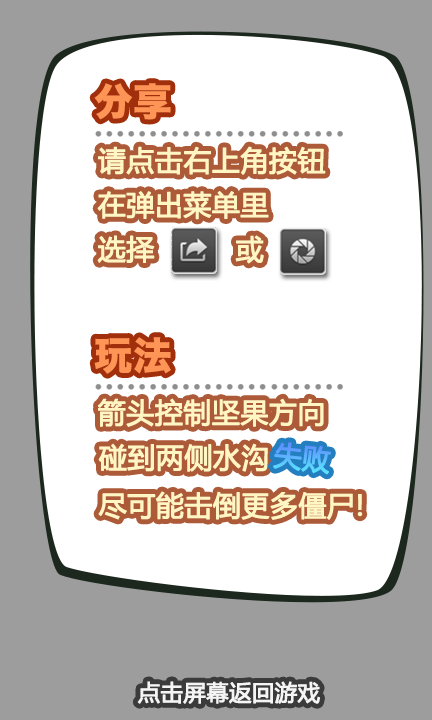 分享
请点击右上角按钮
在弹出菜单里
选择 或
玩法
箭头控制坚果方向
碰到两侧水沟失败
尽可能击倒更多僵尸!
点击屏幕返回游戏